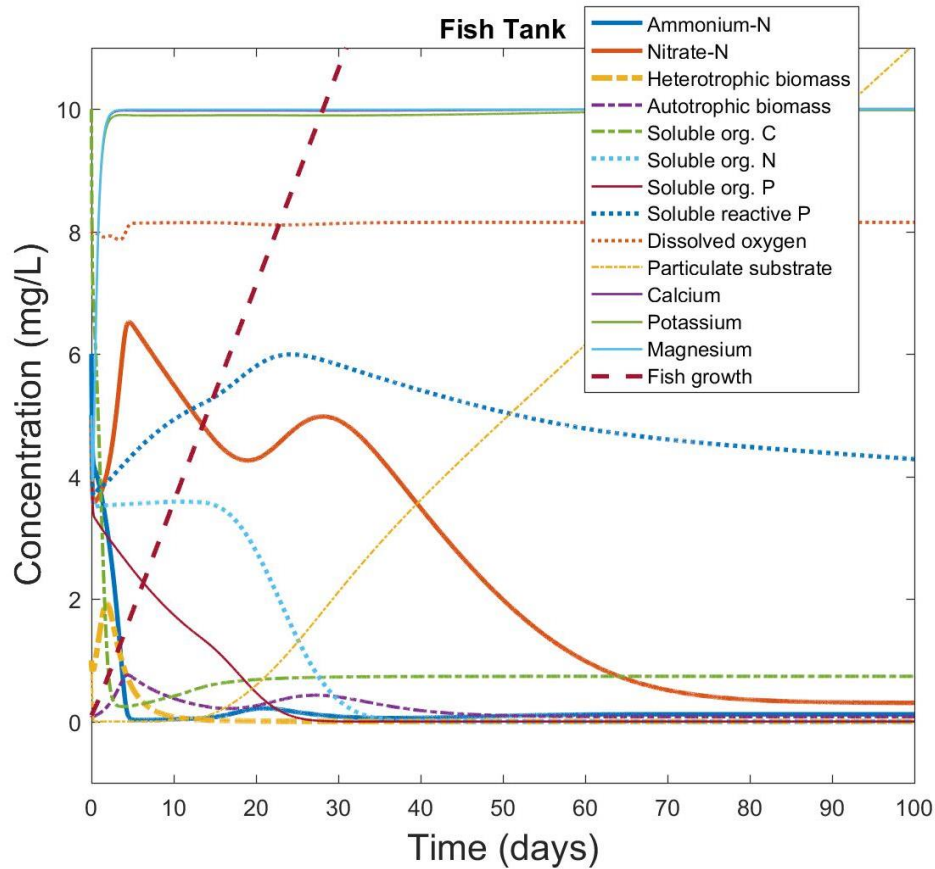 Fish Tank
Ammonium-N
Nitrate-N
Heterotrophic biomass
Autotrophic biomass
Soluble org. C
Soluble org. N
Soluble org. P
Soluble reactive P
Dissolved oxygen
Particulate substrate
Calcium
Potassium
Magnesium
Fish growth
Concentration (mg/L)
10
8
6
4
2
0
0 10 20 30 40 50 60 70 80 90 100
Time (days)